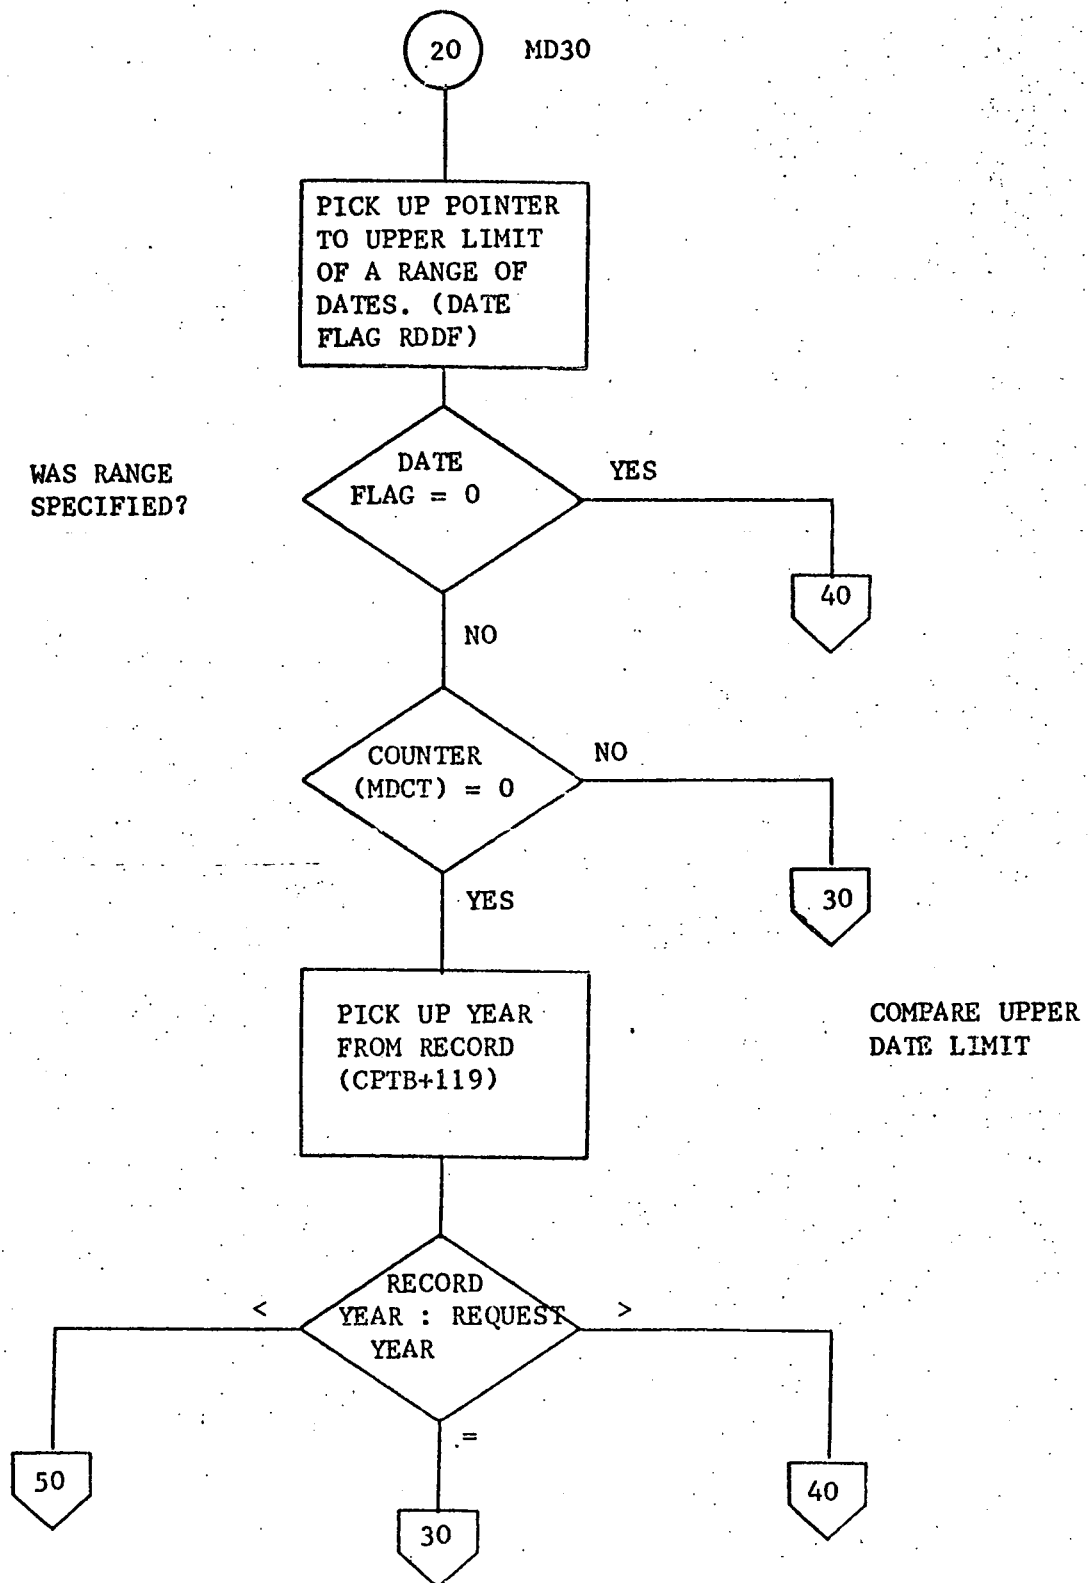 20 MD30
PICK UP POINTER
TO UPPER LIMIT
OF A RANGE OF
DATES. (DATE
FLAG RDDF)
WAS RANGE
SPECIFIED?
DATE
FLAG = 0
YES
40
NO
COUNTER
(MDCT) = 0
NO
30
YES
PICK UP YEAR
FROM RECORD
(CPTB+119)
COMPARE UPPER
DATE LIMIT
RECORD
YEAR : REQUEST
YEAR
<
>
=
50
30
40